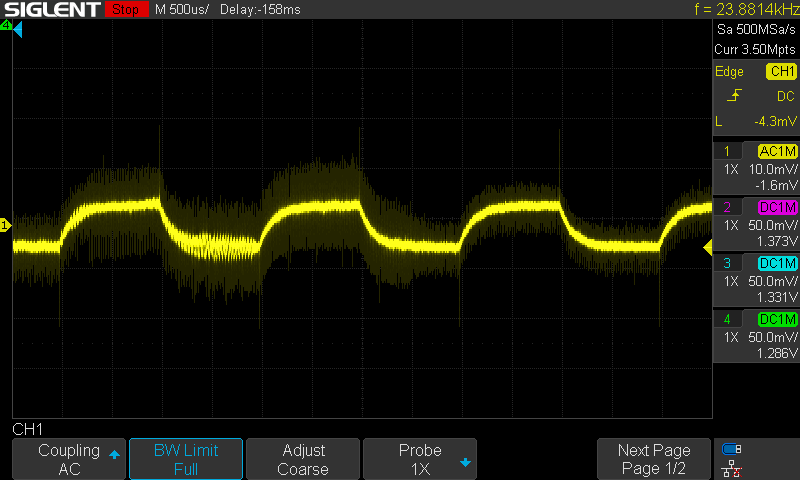 SIGLENT Stop M 500us/ Delay:-158ms f = 23.8814kHz
Sa 500MSa/s
Curr 3.50Mpts
Edge CH1
DC
L -4.3mV
1 AC1M
1X 10.0mV/
-1.6mV
2 DC1M
1X 50.0mV/
1.373V
3 DC1M
1X 50.0mV/
1.331V
4 DC1M
1X 50.0mV/
1.286V
4
1
CH1
Coupling
AC
BW Limit
Full
Adjust
Coarse
Probe
1X
Next Page
Page 1/2